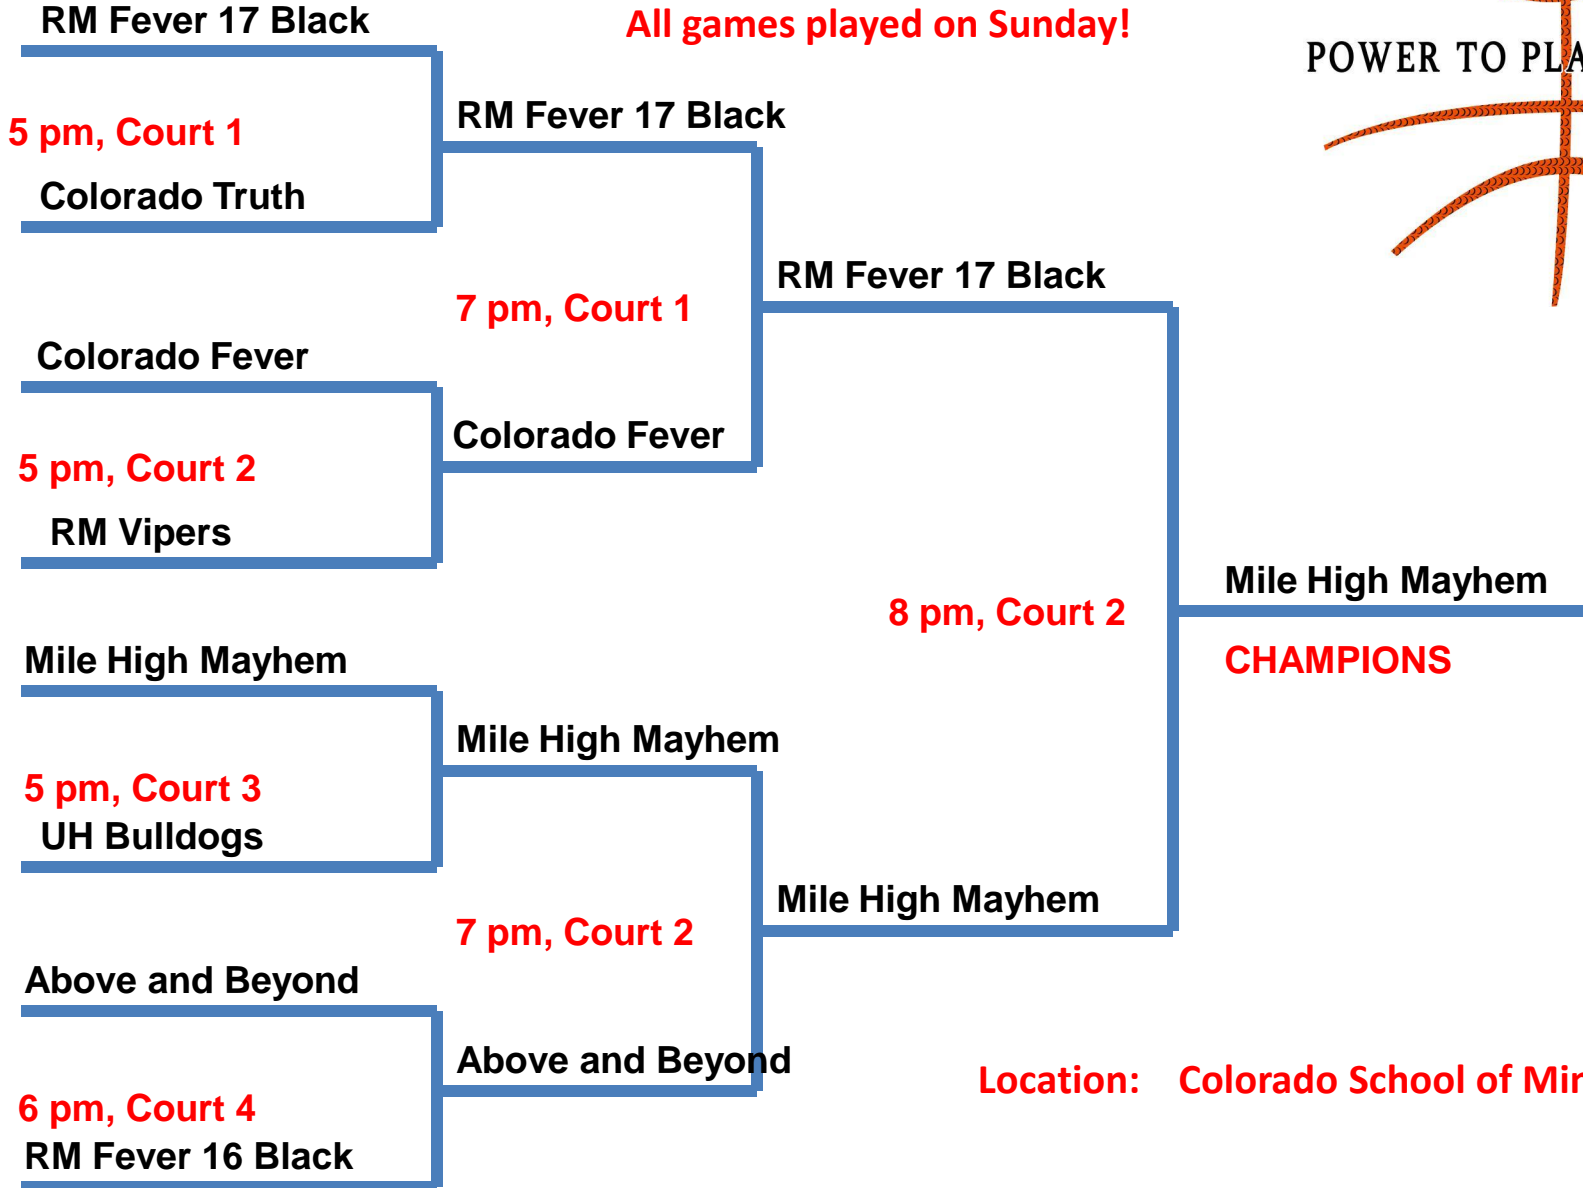 RM Fever 17 Black
All games played on Sunday!
POWER TO PLA
5 pm, Court 1
RM Fever 17 Black
Colorado Truth
RM Fever 17 Black
7 pm, Court 1
Colorado Fever
Colorado Fever
5 pm, Court 2
RM Vipers
Mile High Mayhem
8 pm, Court 2
CHAMPIONS
Mile High Mayhem
Mile High Mayhem
5 pm, Court 3
UH Bulldogs
Mile High Mayhem
7 pm, Court 2
Above and Beyond
Above and Beyond
Location: Colorado School of Min
6 pm, Court 4
RM Fever 16 Black